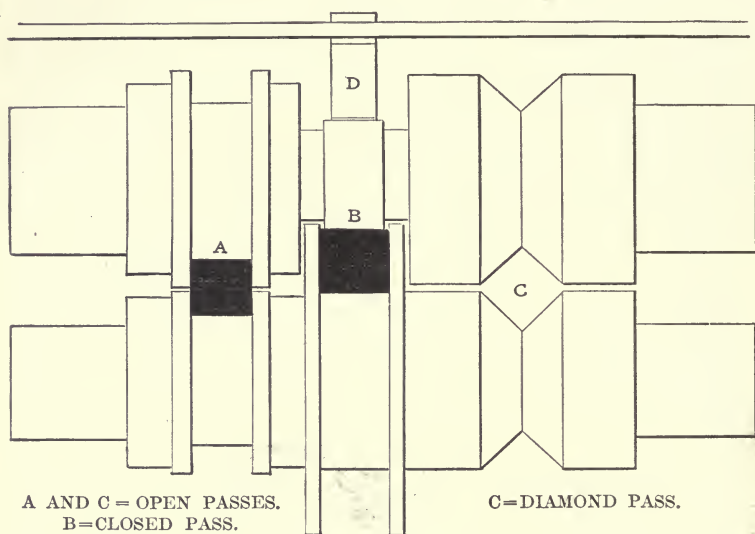 D
A
B
C
A AND C = OPEN PASSES.
B=CLOSED PASS.
C=DIAMOND PASS.